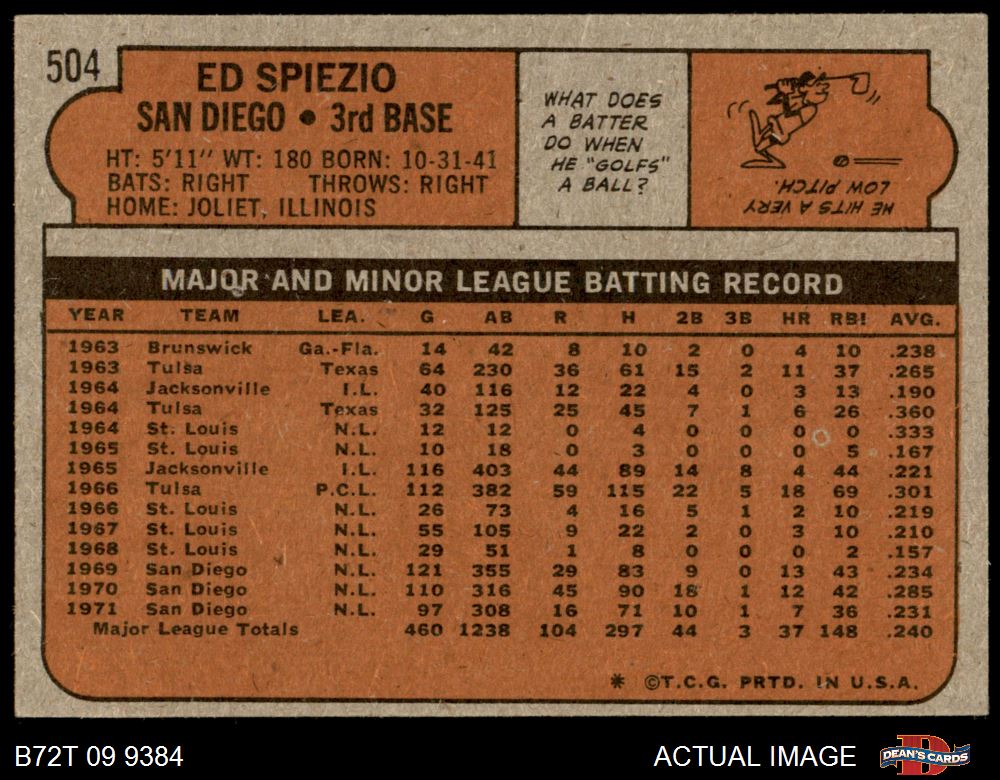 504
ED SPIEZIO
SAN DIEGO • 3rd BASE
HT: 5'11" WT: 180 BORN: 10-31-41
BATS: RIGHT THROWS: RIGHT
HOME: JOLIET, ILLINOIS
WHAT DOES
A BATTER
DO WHEN
HE "GOLFS"
A BALL?
HE HITS A VERY
LOW PITCH.
MAJOR AND MINOR LEAGUE BATTING RECORD
YEAR TEAM LEA. G AB R H 2B 3B HR RBI AVG.
1963 Brunswick Ga.-Fla. 14 42 8 10 2 0 4 10 .238
1963 Tulsa Texas 64 230 36 61 15 2 11 37 .265
1964 Jacksonville I.L. 40 116 12 22 4 0 3 13 .190
1964 Tulsa Texas 32 125 25 45 7 1 6 26 .360
1964 St. Louis N.L. 12 12 0 4 0 0 0 0 .333
1965 St. Louis N.L. 10 18 0 3 0 0 0 5 .167
1965 Jacksonville I.L. 116 403 44 89 14 8 4 44 .221
1966 Tulsa P.C.L. 112 382 59 115 22 5 18 69 .301
1966 St. Louis N.L. 26 73 4 16 5 1 2 10 .219
1967 St. Louis N.L. 55 105 9 22 2 0 3 10 .210
1968 St. Louis N.L. 29 51 1 8 0 0 0 2 .157
1969 San Diego N.L. 121 355 29 83 9 0 13 43 .234
1970 San Diego N.L. 110 316 45 90 18 1 12 42 .285
1971 San Diego N.L. 97 308 16 71 10 1 7 36 .231
Major League Totals 460 1238 104 297 44 3 37 148 .240
* ©T.C.G. PRTD. IN U.S.A.
B72T 09 9384
ACTUAL IMAGE
DEAN'S CARDS